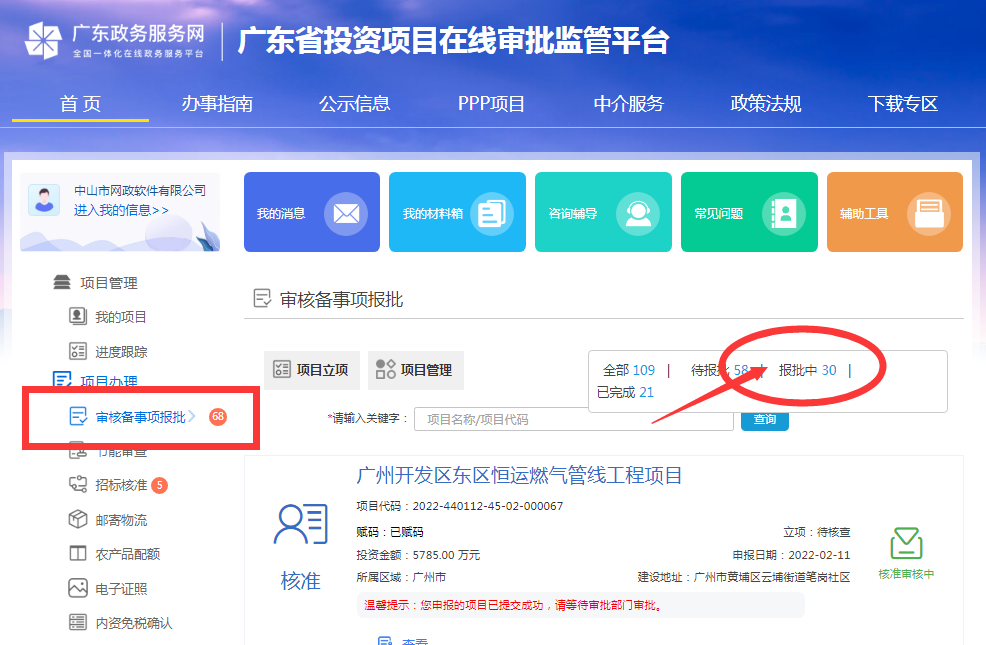 广东政务服务网
全国一体化在线政务服务平台
广东省投资项目在线审批监管平台
首 页 办事指南 公示信息 PPP项目 中介服务 政策法规 下载专区
中山市网政软件有限公司
进入我的信息>>
我的消息 我的材料箱 咨询辅导 常见问题 辅助工具
项目管理
我的项目
进度跟踪
项目办理
审核备事项报批 68
节能审查
招标核准 5
邮寄物流
农产品配额
电子证照
内资免税确认
审核备事项报批
项目立项 项目管理
全部 109 | 待报批 58 | 报批中 30 |
已完成 21
*请输入关键字： 项目名称/项目代码 查询
广州开发区东区恒运燃气管线工程项目
项目代码：2022-440112-45-02-000067
赋码：已赋码 立项：待核查
投资金额：5785.00 万元 申报日期：2022-02-11
所属区域：广州市 建设地址：广州市黄埔区云埔街道笔岗社区
核准
核准审核中
温馨提示：您申报的项目已提交成功，请等待审批部门审批。
查看